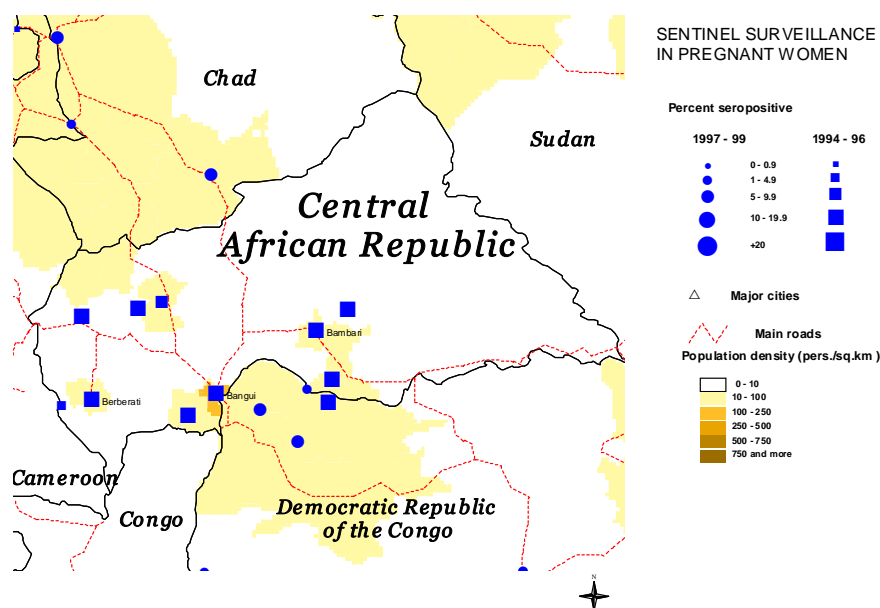 SENTINEL SURVEILLANCE
IN PREGNANT WOMEN
Chad
Sudan
Percent seropositive
1997 - 99
1994 - 96
0 - 0.9
1 - 4.9
5 - 9.9
10 - 19.9
+20
Central
African Republic
Major cities
Main roads
Bambari
Population density (pers./sq.km )
0 - 10
10 - 100
100 - 250
250 - 500
500 - 750
750 and more
Berberati
Bangui
Cameroon
Congo
Democratic Republic
of the Congo
N